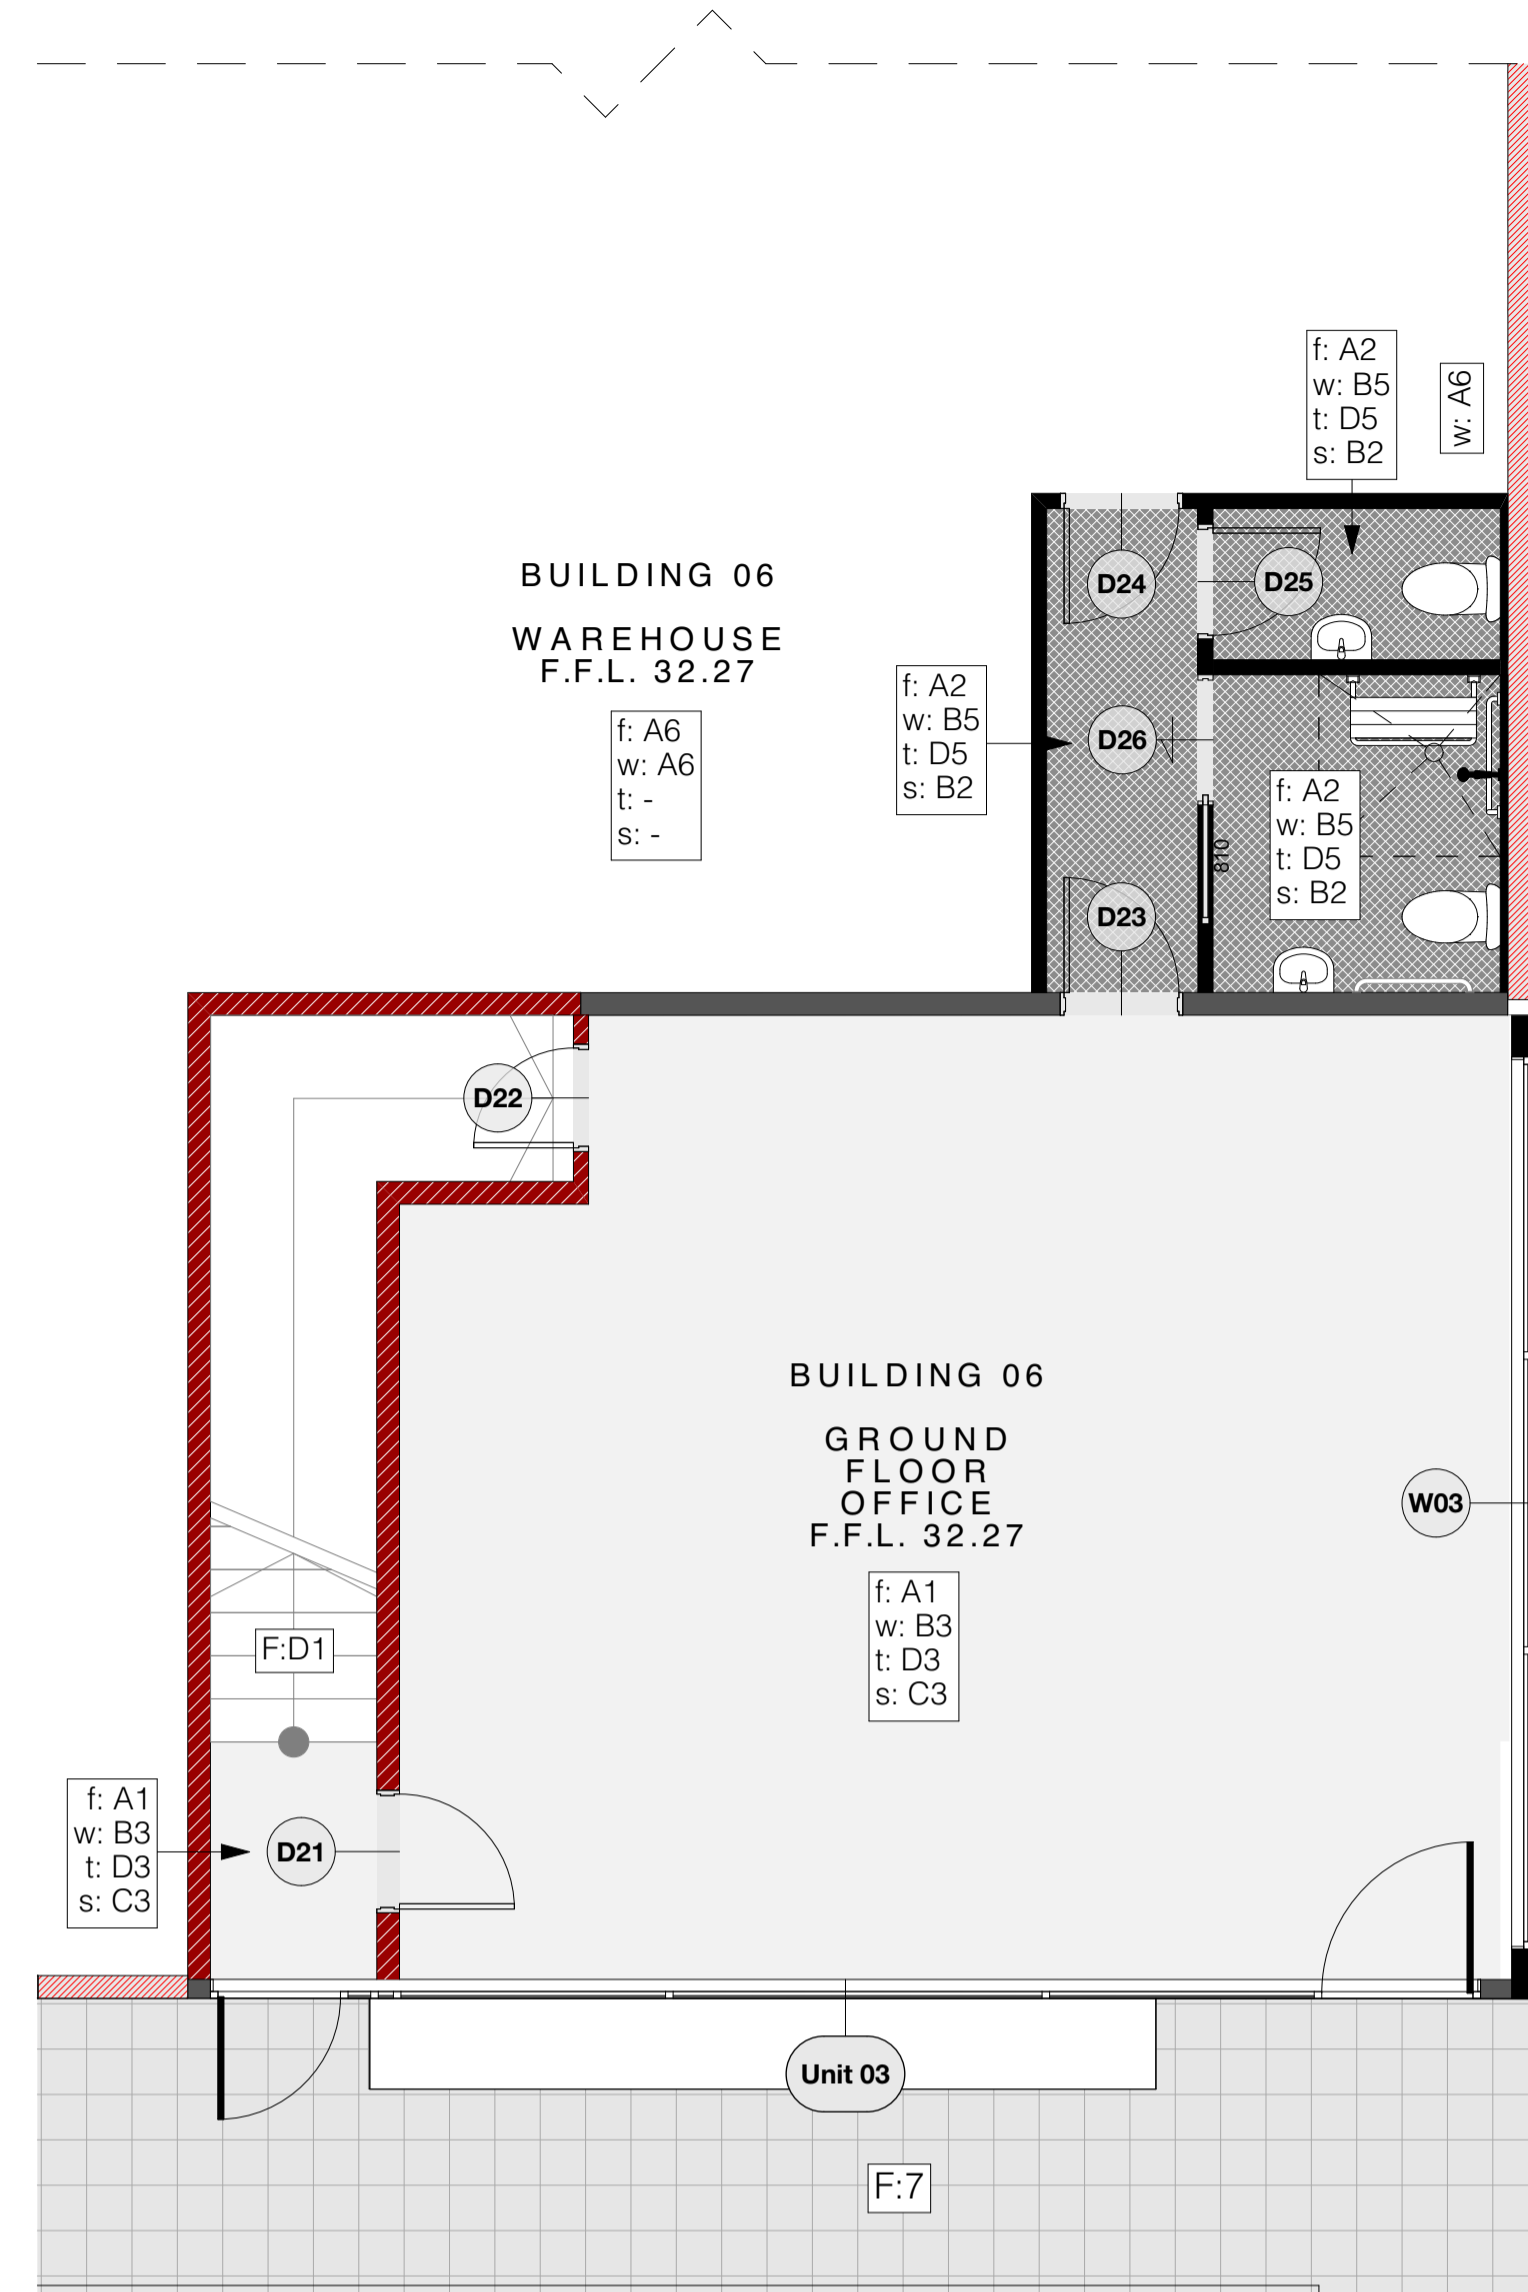 f: A2
w: B5
t: D5
s: B2
w: A6
BUILDING 06
WAREHOUSE
F.F.L. 32.27
f: A6
w: A6
t: -
s: -
D24
D25
f: A2
w: B5
t: D5
s: B2
D26
f: A2
w: B5
t: D5
s: B2
810
D23
D22
BUILDING 06
GROUND
FLOOR
OFFICE
F.F.L. 32.27
f: A1
w: B3
t: D3
s: C3
W03
F:D1
f: A1
w: B3
t: D3
s: C3
D21
Unit 03
F:7